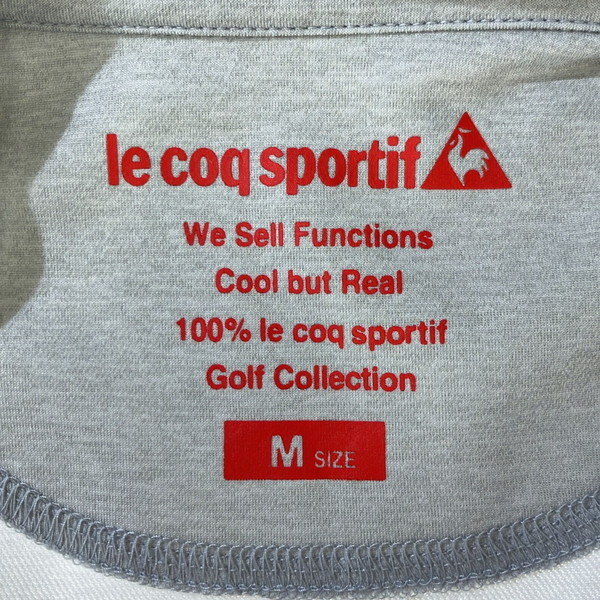 le coq sportif
We Sell Functions
Cool but Real
100% le coq sportif
Golf Collection
M SIZE